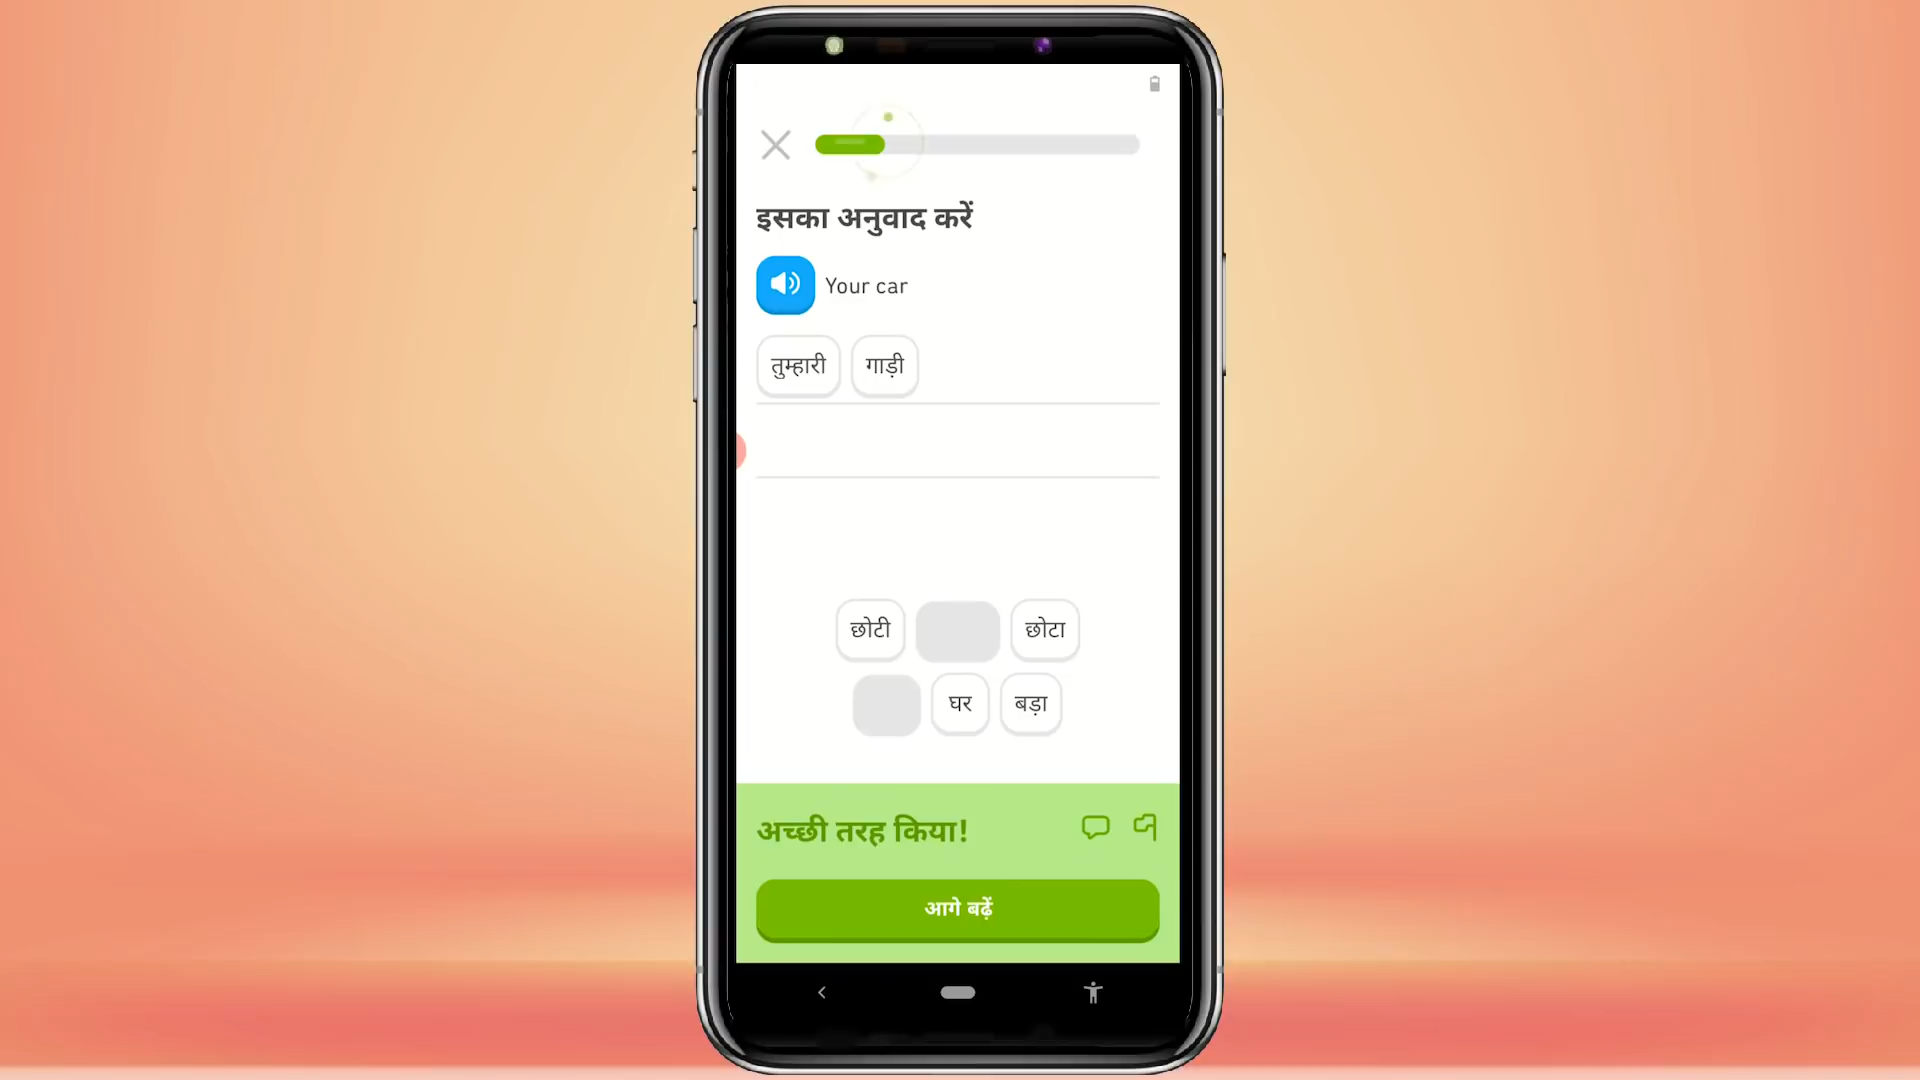 इसका अनुवाद करें
Your car
तुम्हारी गाड़ी
छोटी छोटा
घर बड़ा
अच्छी तरह किया!
आगे बढ़ें